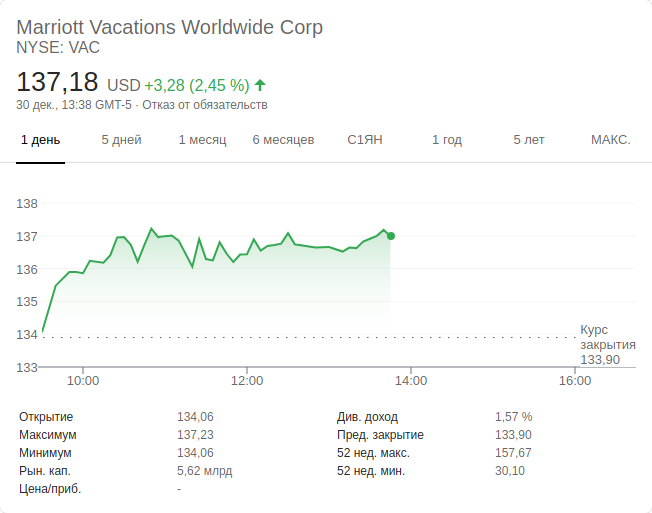 Marriott Vacations Worldwide Corp
NYSE: VAC
137,18 USD +3,28 (2,45 %)
30 дек., 13:38 GMT-5 · Отказ от обязательств
1 день 5 дней 1 месяц 6 месяцев С1ЯН 1 год 5 лет МАКС.
138
137
136
135
134
133
Курс
закрытия
133,90
10:00 12:00 14:00 16:00
Открытие 134,06 Див. доход 1,57 %
Максимум 137,23 Пред. закрытие 133,90
Минимум 134,06 52 нед. макс. 157,67
Рын. кап. 5,62 млрд 52 нед. мин. 30,10
Цена/приб. -